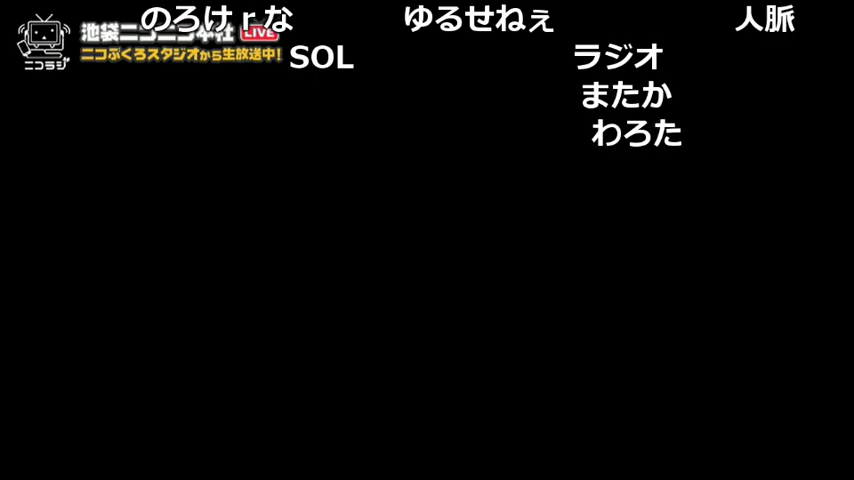 のろけｒな
ゆるせねぇ
人脈
池袋ニコニコ本社 LIVE
ニコぶくろスタジオから生放送中!
ニコラジ
SOL
ラジオ
またか
わろた